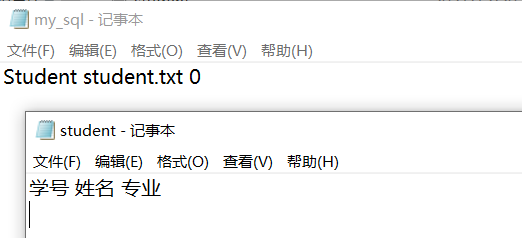 my_sql - 记事本
文件(F) 编辑(E) 格式(O) 查看(V) 帮助(H)
Student student.txt 0
student - 记事本
文件(F) 编辑(E) 格式(O) 查看(V) 帮助(H)
学号 姓名 专业